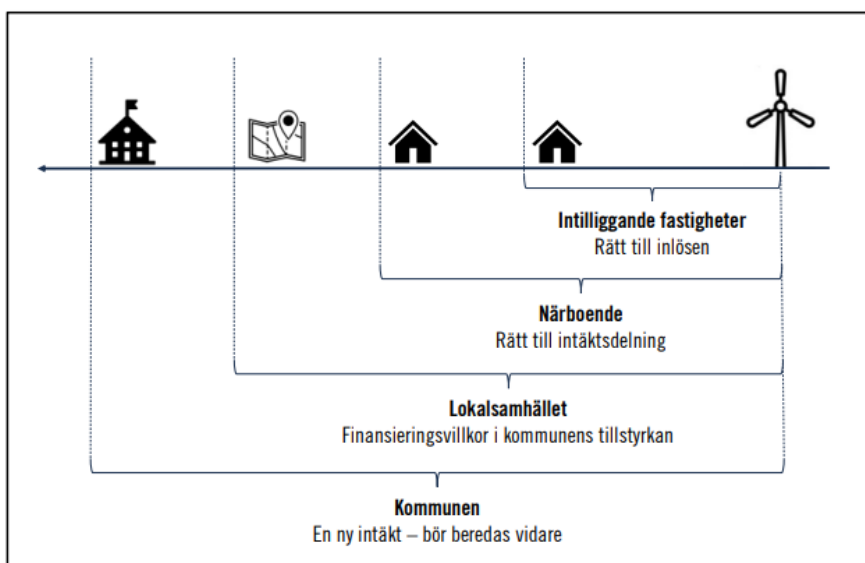 Intilliggande fastigheter
Rätt till inlösen
Närboende
Rätt till intäktsdelning
Lokalsamhället
Finansieringsvillkor i kommunens tillstyrkan
Kommunen
En ny intäkt – bör beredas vidare